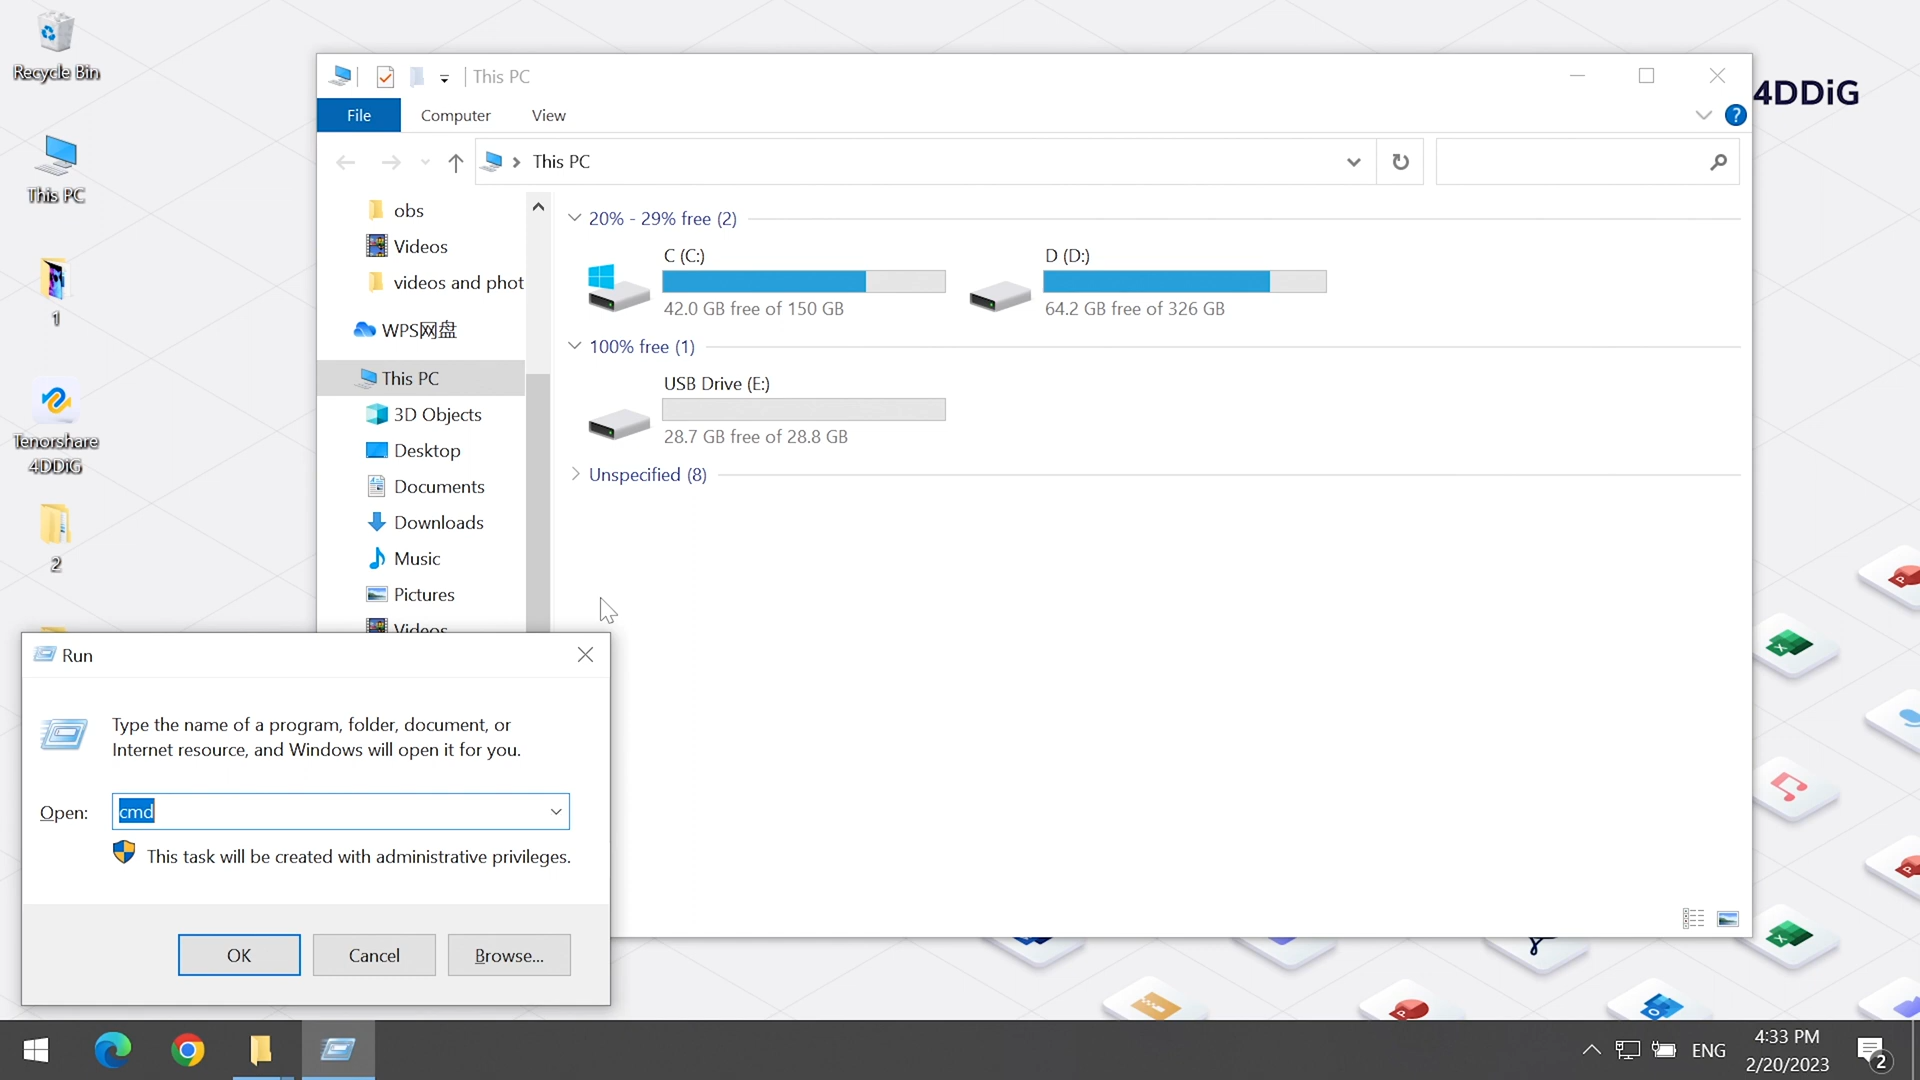 Recycle Bin
This PC
1
Tenorshare
4DDiG
2
4DDiG
This PC
File
Computer
View
This PC
obs
Videos
videos and phot
WPS网盘
This PC
3D Objects
Desktop
Documents
Downloads
Music
Pictures
Videos
20% - 29% free (2)
C (C:)
42.0 GB free of 150 GB
D (D:)
64.2 GB free of 326 GB
100% free (1)
USB Drive (E:)
28.7 GB free of 28.8 GB
Unspecified (8)
Run
Type the name of a program, folder, document, or
Internet resource, and Windows will open it for you.
Open:
cmd
This task will be created with administrative privileges.
OK
Cancel
Browse...
ENG
4:33 PM
2/20/2023
2